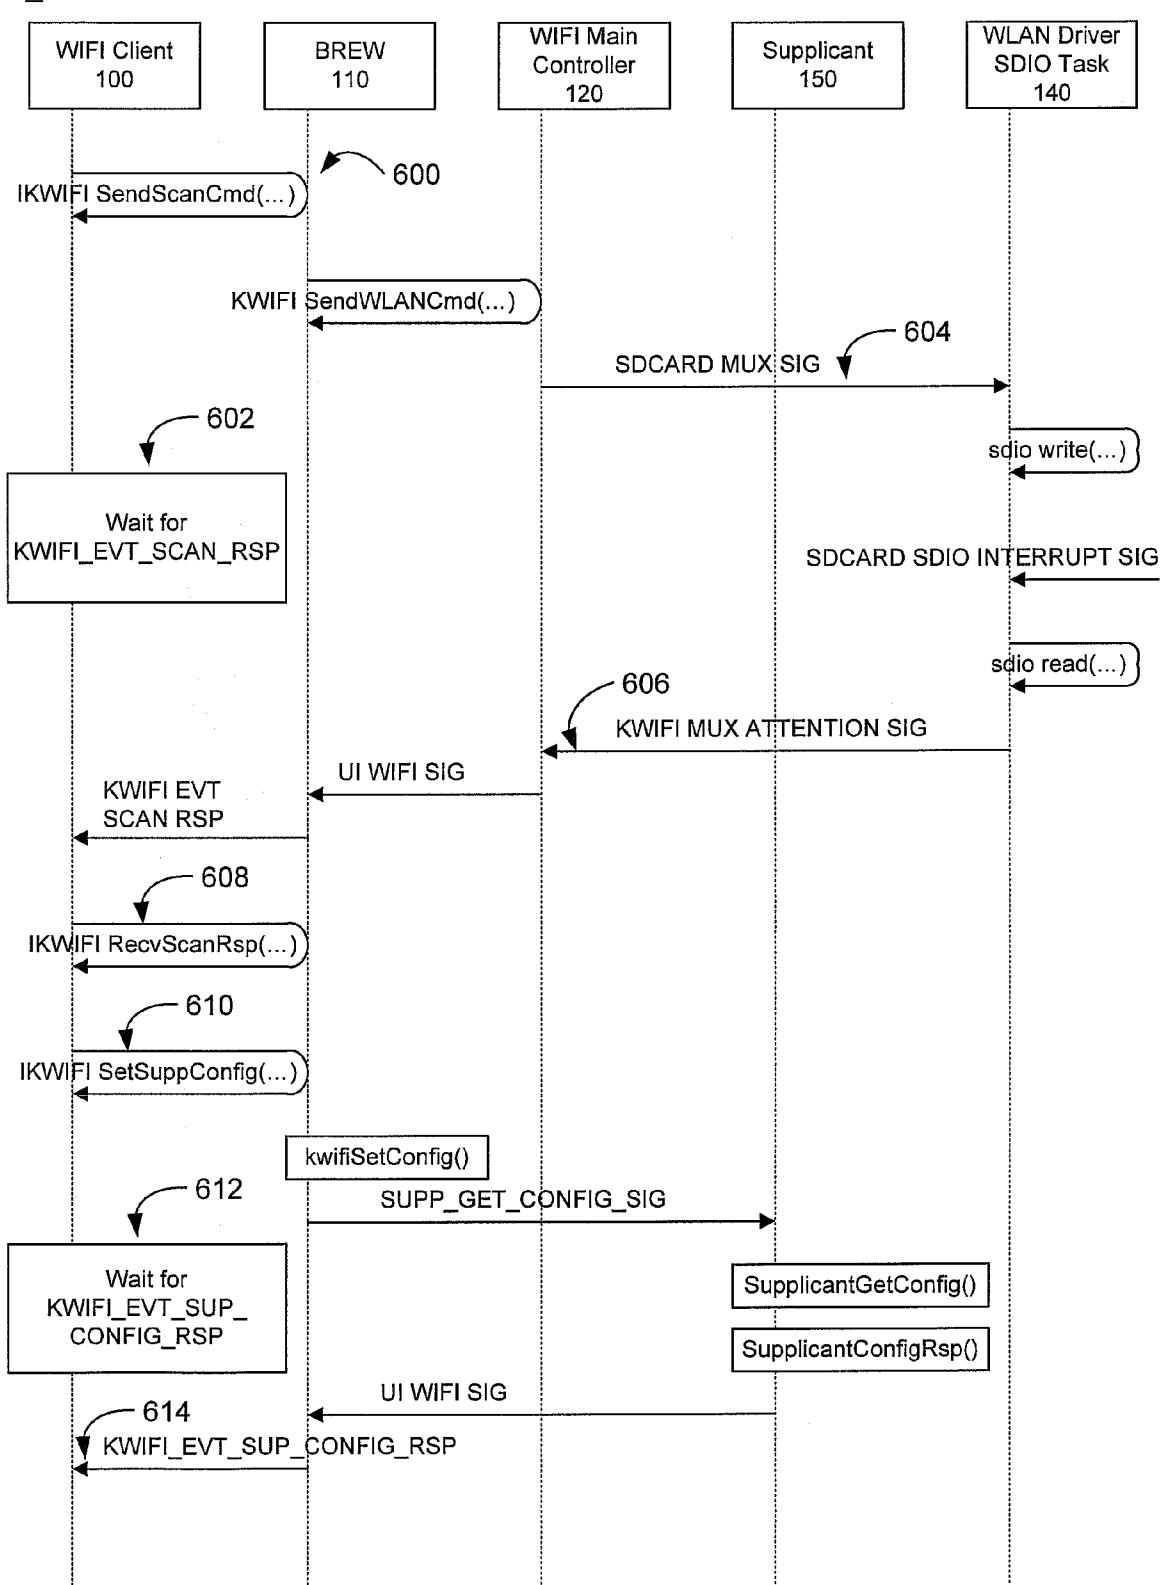 WIFI Client
100
BREW
110
WIFI Main
Controller
120
Supplicant
150
WLAN Driver
SDIO Task
140
600
IKWIFI SendScanCmd(...)
KWIFI SendWLANCmd(...)
604
SDCARD MUX SIG
602
sdio write(...)
Wait for
KWIFI_EVT_SCAN_RSP
SDCARD SDIO INTERRUPT SIG
sdio read(...)
606
KWIFI MUX ATTENTION SIG
UI WIFI SIG
KWIFI EVT
SCAN RSP
608
IKWIFI RecvScanRsp(...)
610
IKWIFI SetSuppConfig(...)
kwifiSetConfig()
612
SUPP_GET_CONFIG_SIG
Wait for
KWIFI_EVT_SUP_
CONFIG_RSP
SupplicantGetConfig()
SupplicantConfigRsp()
UI WIFI SIG
614
KWIFI_EVT_SUP_CONFIG_RSP